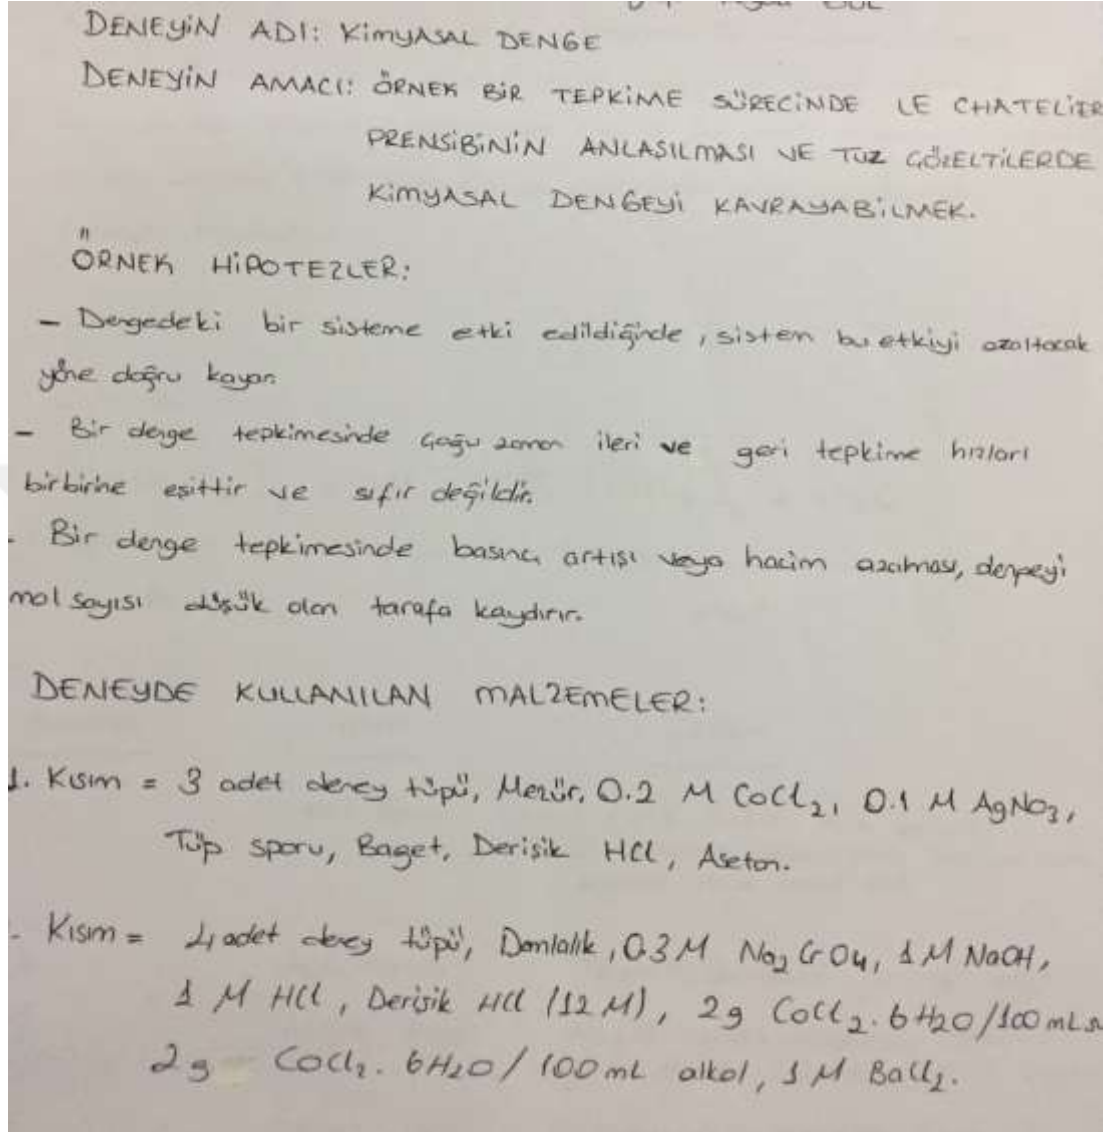 DENEYİN ADI: KİMYASAL DENGE
DENEYİN AMACI: ÖRNEK BİR TEPKİME SÜRECİNDE LE CHATELİER
PRENSİBİNİN ANLAŞILMASI VE TUZ ÇÖZELTİLERDE
KİMYASAL DENGEYİ KAVRAYABİLMEK.
ÖRNEK HİPOTEZLER:
- Dengedeki bir sisteme etki edildiğinde, sistem bu etkiyi azaltacak
yöne doğru kayar.
- Bir denge tepkimesinde çoğu zaman ileri ve geri tepkime hızları
birbirine eşittir ve sıfır değildir.
- Bir denge tepkimesinde basınç artışı veya hacim azalması, dengeyi
mol sayısı düşük olan tarafa kaydırır.
DENEYDE KULLANILAN MALZEMELER:
1. Kısım = 3 adet deney tüpü, Mezür, 0.2 M CoCl₂, 0.1 M AgNO₃,
Tüp sporu, Baget, Derişik HCl, Aseton.
. Kısım = 4 adet deney tüpü, Damlalık, 0.3M Na₂CrO₄, 1 M NaOH,
1 M HCl, Derişik HCl (12 M), 2g CoCl₂.6H₂O/100 mL
2g CoCl₂.6H₂O/100 mL alkol, 1 M BaCl₂.